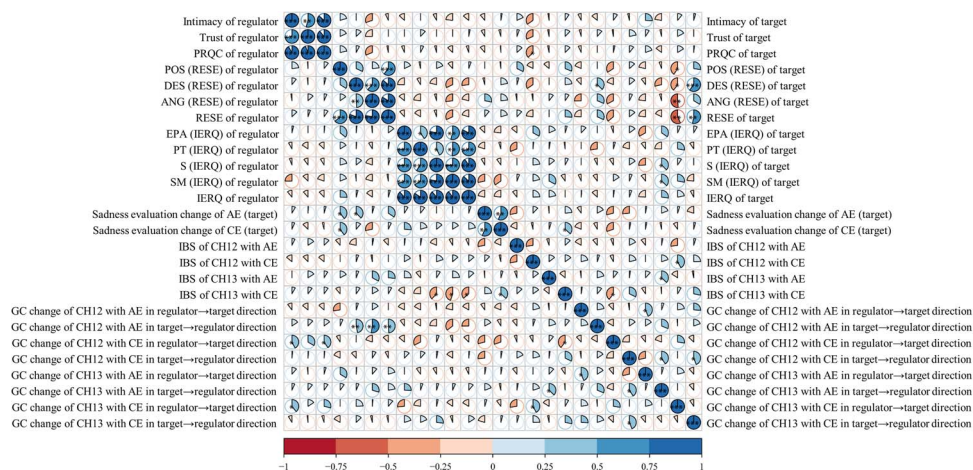 Intimacy of regulator Intimacy of target
Trust of regulator Trust of target
PRQC of regulator PRQC of target
POS (RESE) of regulator POS (RESE) of target
DES (RESE) of regulator DES (RESE) of target
ANG (RESE) of regulator ANG (RESE) of target
RESE of regulator RESE of target
EPA (IERQ) of regulator EPA (IERQ) of target
PT (IERQ) of regulator PT (IERQ) of target
S (IERQ) of regulator S (IERQ) of target
SM (IERQ) of regulator SM (IERQ) of target
IERQ of regulator IERQ of target
Sadness evaluation change of AE (target) Sadness evaluation change of AE (target)
Sadness evaluation change of CE (target) Sadness evaluation change of CE (target)
IBS of CH12 with AE IBS of CH12 with AE
IBS of CH12 with CE IBS of CH12 with CE
IBS of CH13 with AE IBS of CH13 with AE
IBS of CH13 with CE IBS of CH13 with CE
GC change of CH12 with AE in regulator→target direction GC change of CH12 with AE in regulator→target direction
GC change of CH12 with AE in target→regulator direction GC change of CH12 with AE in target→regulator direction
GC change of CH12 with CE in regulator→target direction GC change of CH12 with CE in regulator→target direction
GC change of CH12 with CE in target→regulator direction GC change of CH12 with CE in target→regulator direction
GC change of CH13 with AE in regulator→target direction GC change of CH13 with AE in regulator→target direction
GC change of CH13 with AE in target→regulator direction GC change of CH13 with AE in target→regulator direction
GC change of CH13 with CE in regulator→target direction GC change of CH13 with CE in regulator→target direction
GC change of CH13 with CE in target→regulator direction GC change of CH13 with CE in target→regulator direction
−1 −0.75 −0.5 −0.25 0 0.25 0.5 0.75 1